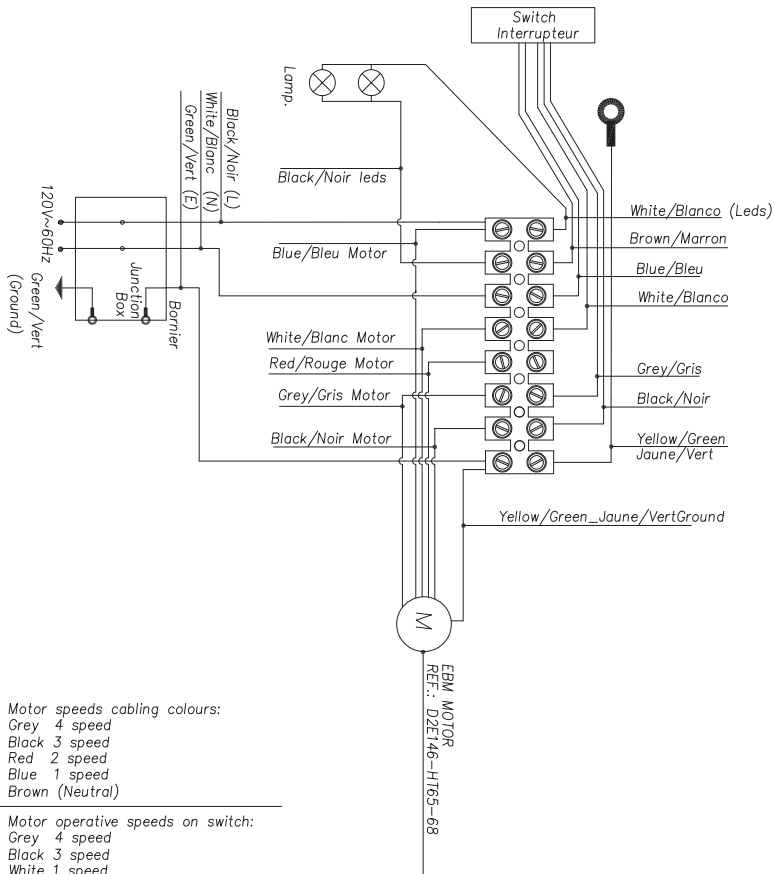 Switch
Interrupteur
Lamp.
Black/Noir (L)
White/Blanc (N)
Green/Vert (E)
Black/Noir leds
120V~60Hz
Blue/Bleu Motor
White/Blanco (Leds)
Brown/Marron
Blue/Bleu
White/Blanco
Junction
Box
Bornier
Green/Vert
(Ground)
White/Blanc Motor
Red/Rouge Motor
Grey/Gris Motor
Black/Noir Motor
Grey/Gris
Black/Noir
Yellow/Green
Jaune/Vert
Yellow/Green_Jaune/VertGround
M
EBM MOTOR
REF.: D2E146-HT65-68
Motor speeds cabling colours:
Grey 4 speed
Black 3 speed
Red 2 speed
Blue 1 speed
Brown (Neutral)
Motor operative speeds on switch:
Grey 4 speed
Black 3 speed
White 1 speed